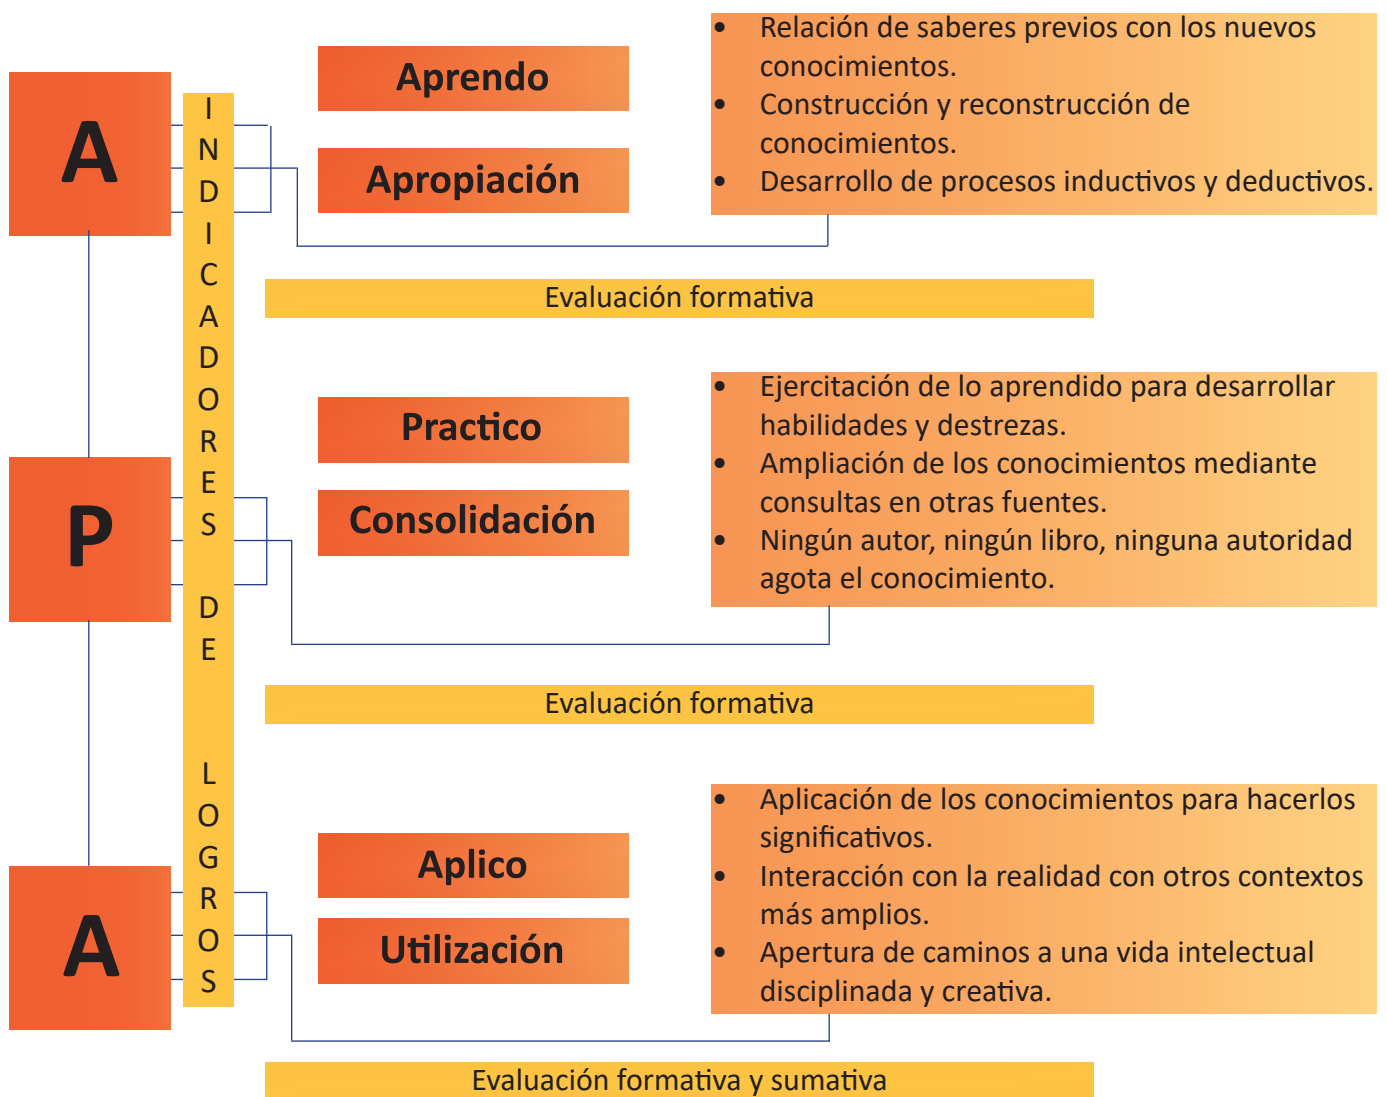 A
INDICADORES DE LOGROS
Aprendo
Apropiación
• Relación de saberes previos con los nuevos
conocimientos.
• Construcción y reconstrucción de
conocimientos.
• Desarrollo de procesos inductivos y deductivos.
Evaluación formativa
P
Practico
Consolidación
• Ejercitación de lo aprendido para desarrollar
habilidades y destrezas.
• Ampliación de los conocimientos mediante
consultas en otras fuentes.
• Ningún autor, ningún libro, ninguna autoridad
agota el conocimiento.
Evaluación formativa
A
Aplico
Utilización
• Aplicación de los conocimientos para hacerlos
significativos.
• Interacción con la realidad con otros contextos
más amplios.
• Apertura de caminos a una vida intelectual
disciplinada y creativa.
Evaluación formativa y sumativa